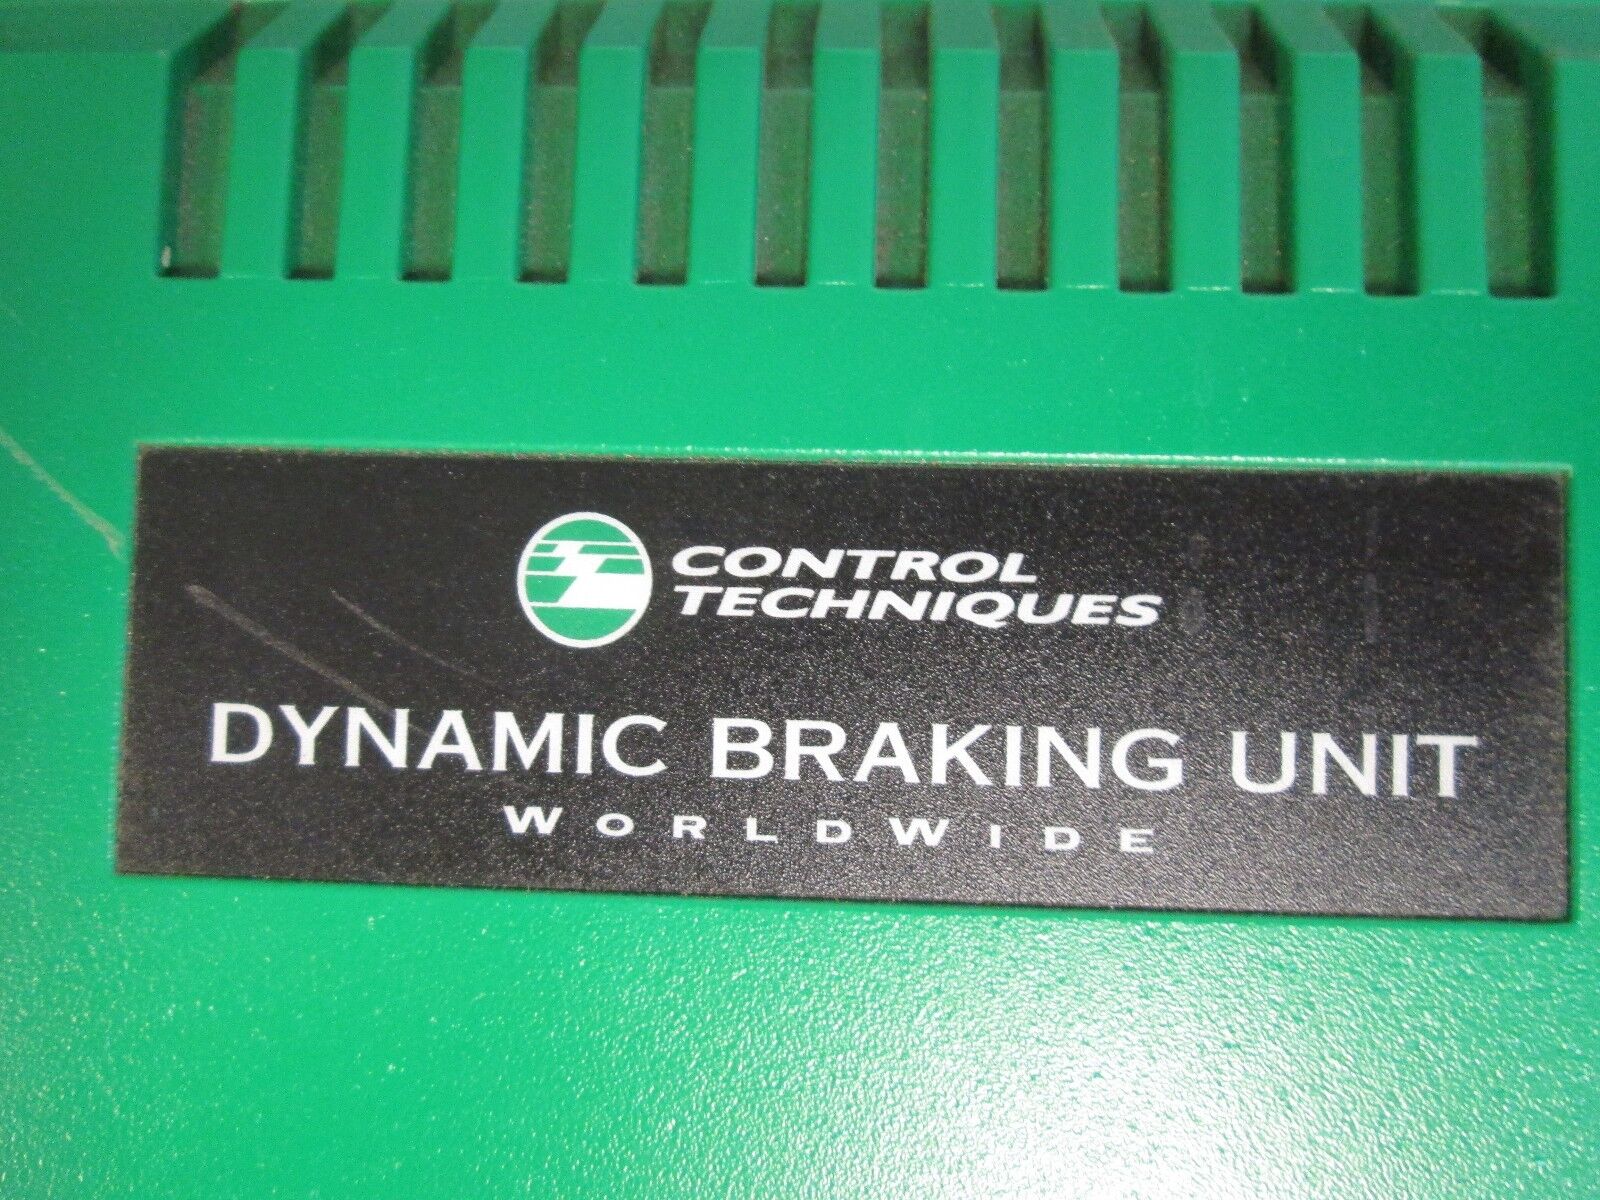 CONTROL
TECHNIQUES
DYNAMIC BRAKING UNIT
WORLDWIDE